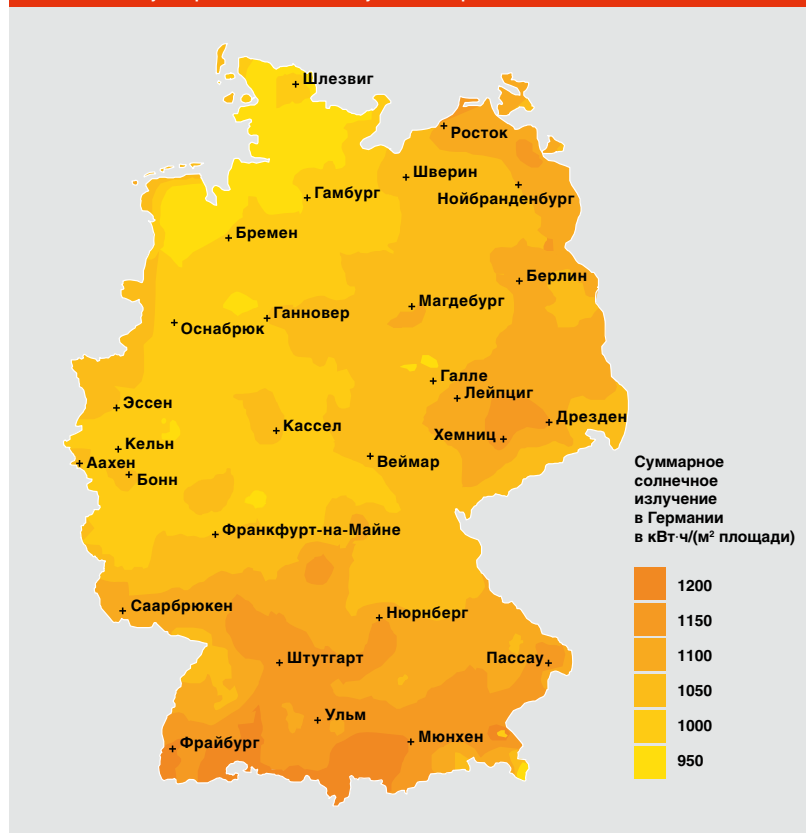 Шлезвиг
Росток
Шверин
Гамбург
Нойбранденбург
Бремен
Берлин
Магдебург
Ганновер
Оснабрюк
Галле
Лейпциг
Эссен
Дрезден
Кассел
Хемниц
Кельн
Веймар
Аахен
Бонн
Суммарное
солнечное
излучение
в Германии
в кВт·ч/(м² площади)
Франкфурт-на-Майне
1200
Саарбрюкен
1150
Нюрнберг
1100
Штутгарт
Пассау
1050
Ульм
1000
Мюнхен
Фрайбург
950